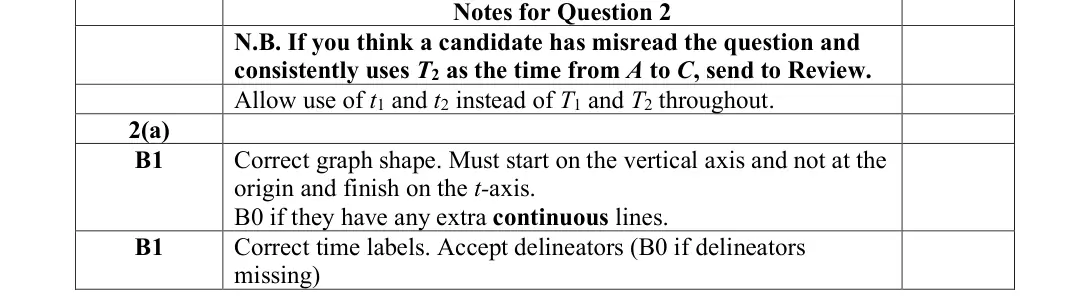 Notes for Question 2
N.B. If you think a candidate has misread the question and
consistently uses T₂ as the time from A to C, send to Review.
Allow use of t₁ and t₂ instead of T₁ and T₂ throughout.
2(a)
B1 Correct graph shape. Must start on the vertical axis and not at the
origin and finish on the t-axis.
B0 if they have any extra continuous lines.
B1 Correct time labels. Accept delineators (B0 if delineators
missing)